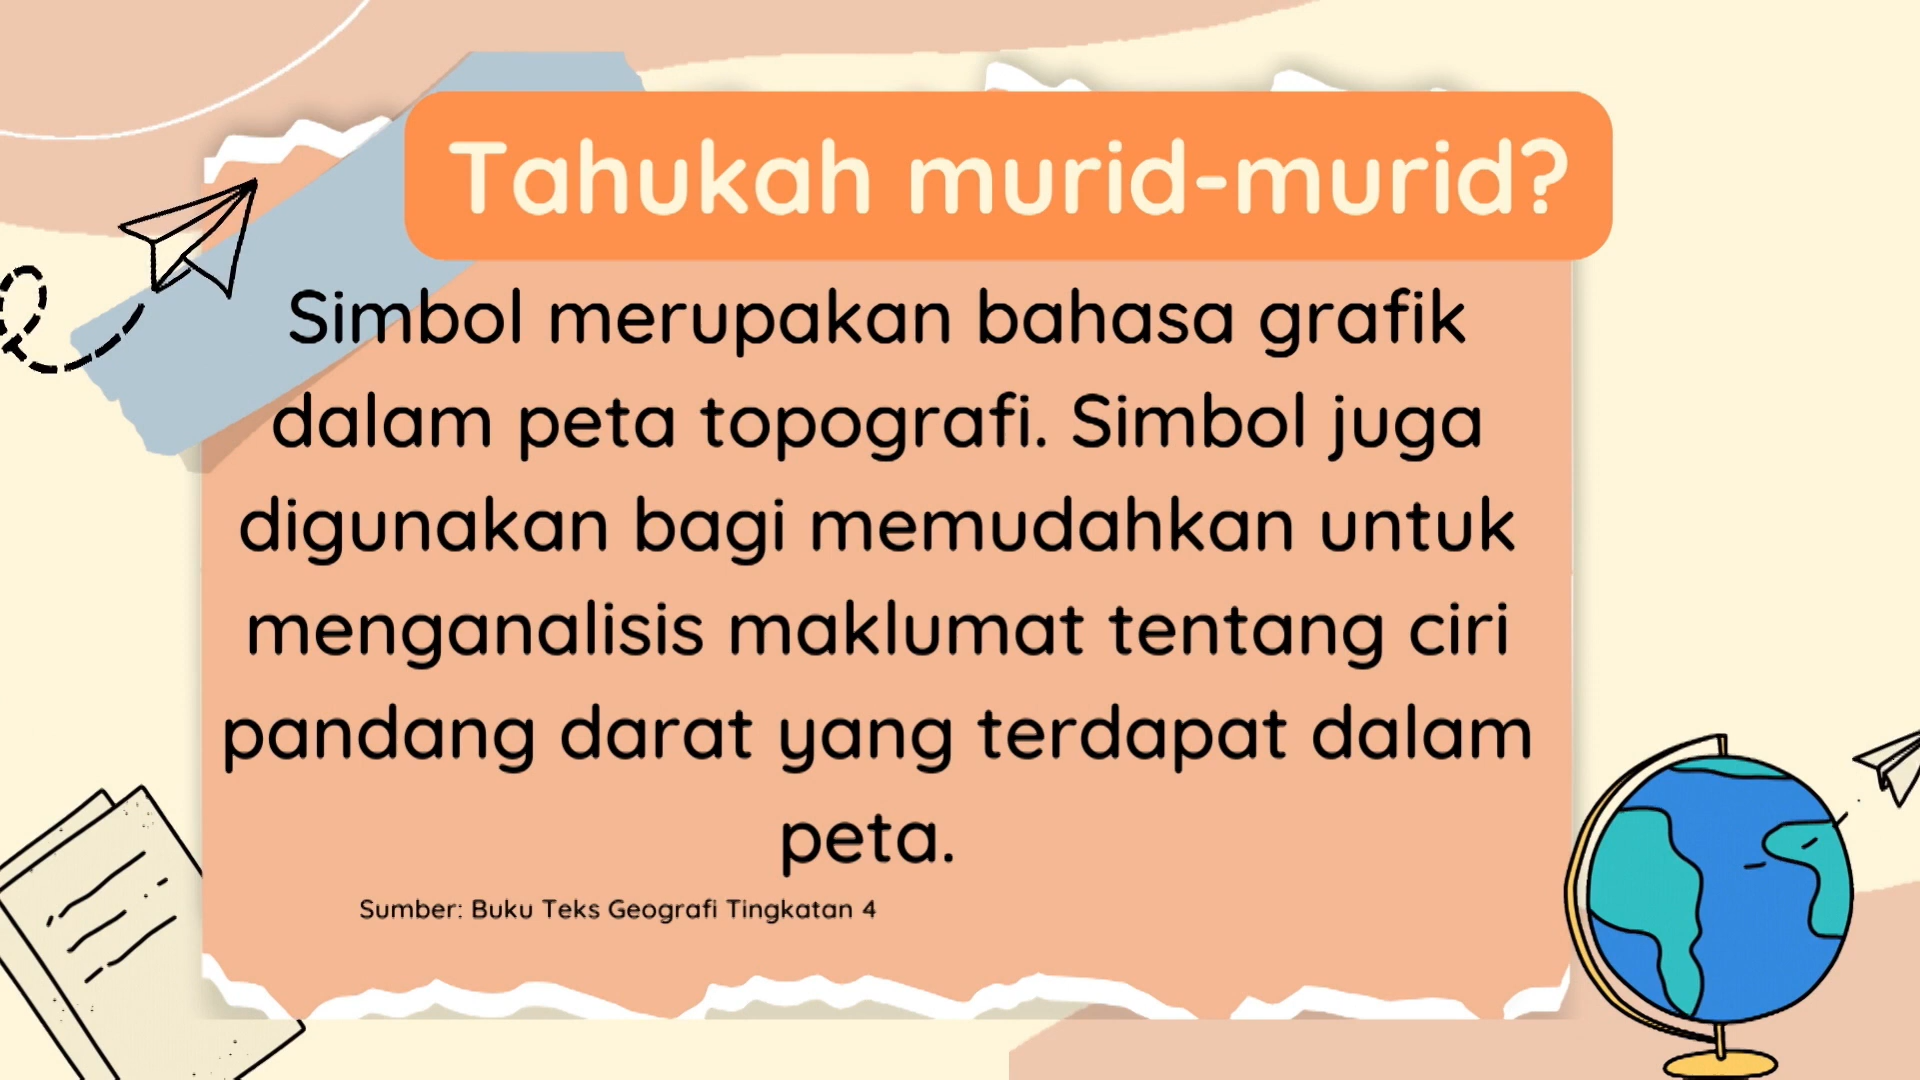 Tahukah murid-murid?
Simbol merupakan bahasa grafik
dalam peta topografi. Simbol juga
digunakan bagi memudahkan untuk
menganalisis maklumat tentang ciri
pandang darat yang terdapat dalam
peta.
Sumber: Buku Teks Geografi Tingkatan 4